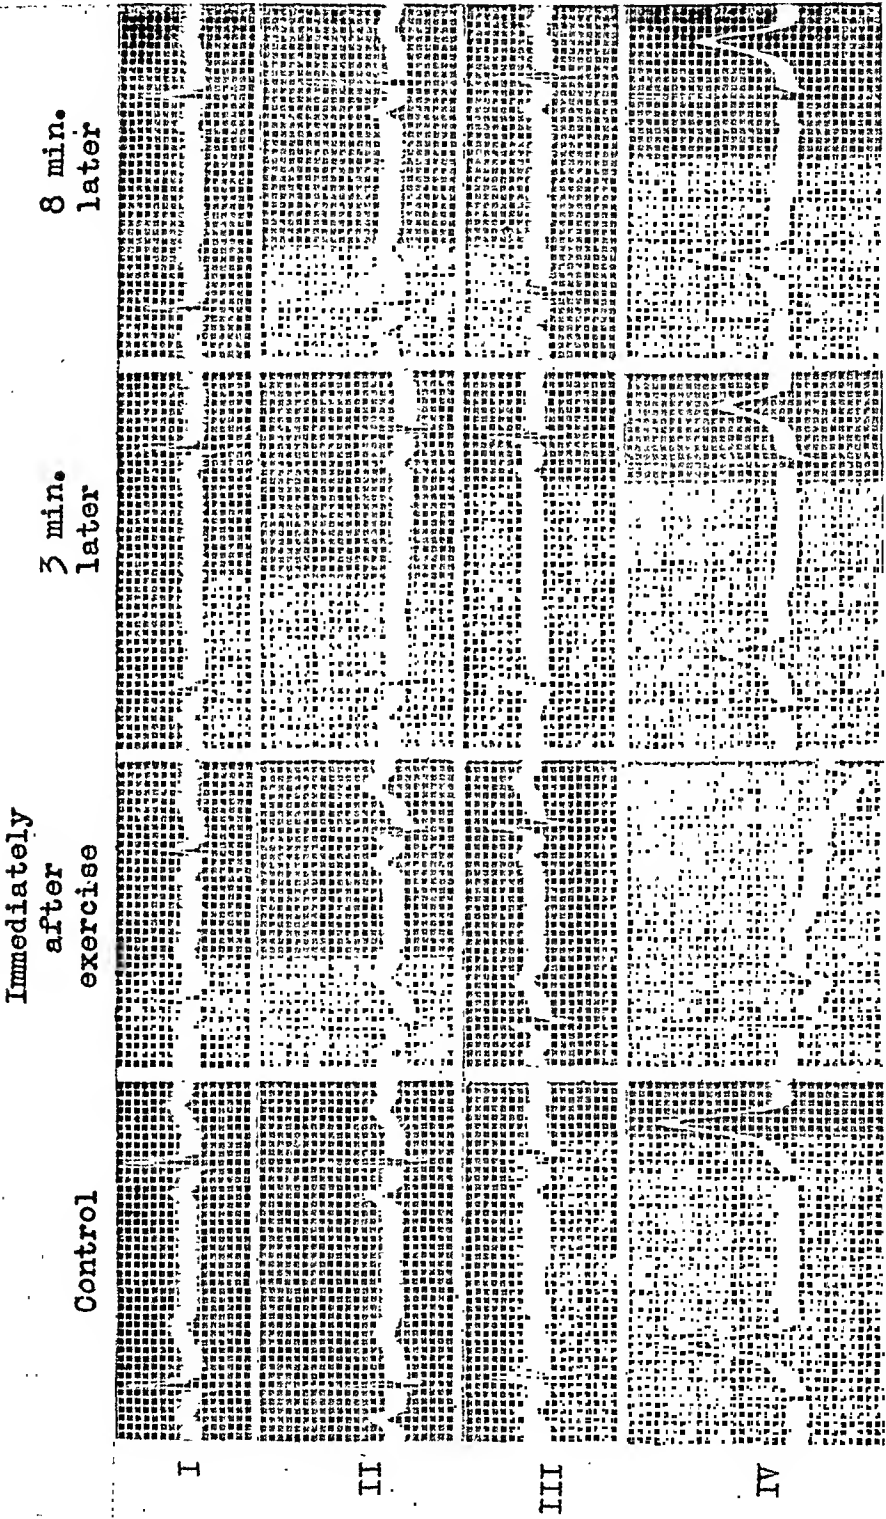 Control
Immediately
after
exercise
3 min.
later
8 min.
later
I
II
III
IV